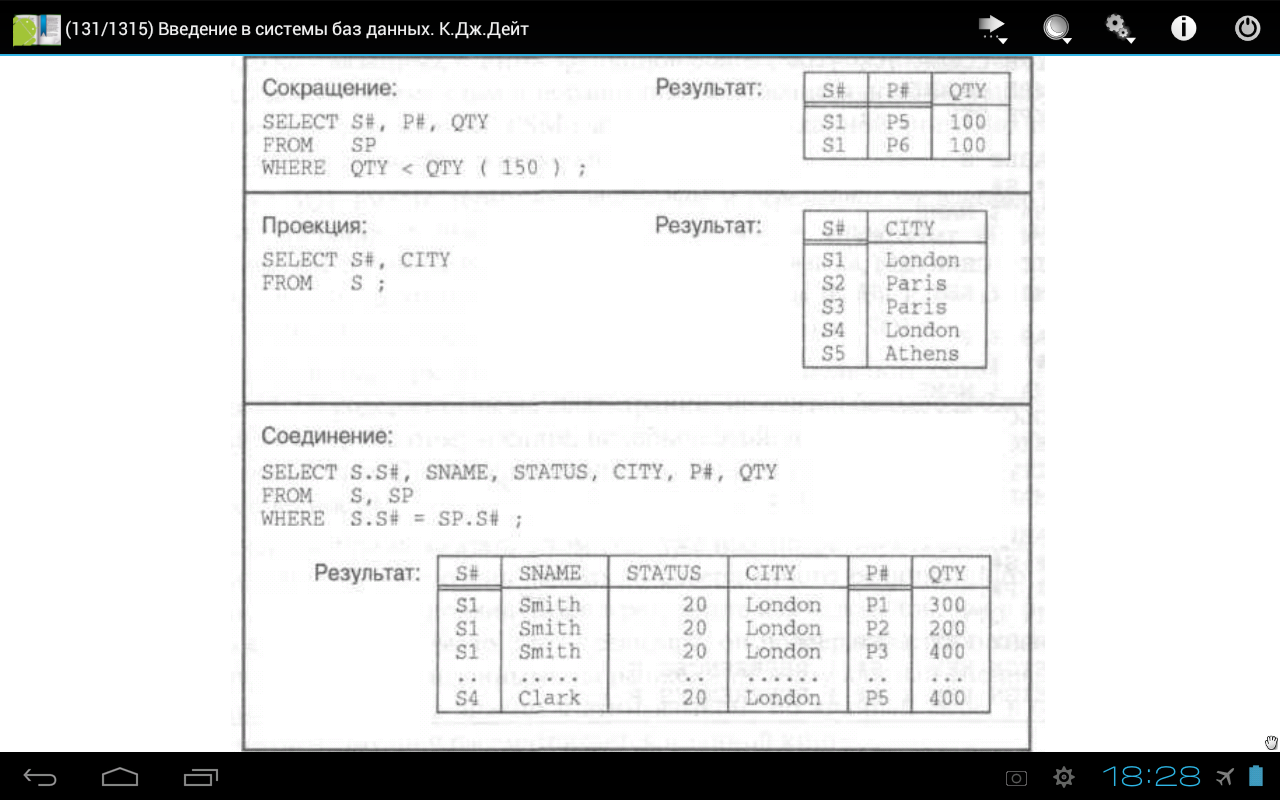 (131/1315) Введение в системы баз данных. К.Дж.Дейт
Сокращение:
SELECT S#, P#, QTY
FROM SP
WHERE QTY < QTY ( 150 ) ;
Результат:
S# P# QTY
S1 P5 100
S1 P6 100
Проекция:
SELECT S#, CITY
FROM S ;
Результат:
S# CITY
S1 London
S2 Paris
S3 Paris
S4 London
S5 Athens
Соединение:
SELECT S.S#, SNAME, STATUS, CITY, P#, QTY
FROM S, SP
WHERE S.S# = SP.S# ;
Результат:
S# SNAME STATUS CITY P# QTY
S1 Smith 20 London P1 300
S1 Smith 20 London P2 200
S1 Smith 20 London P3 400
.. ..... .. ...... .. ...
S4 Clark 20 London P5 400
18:28